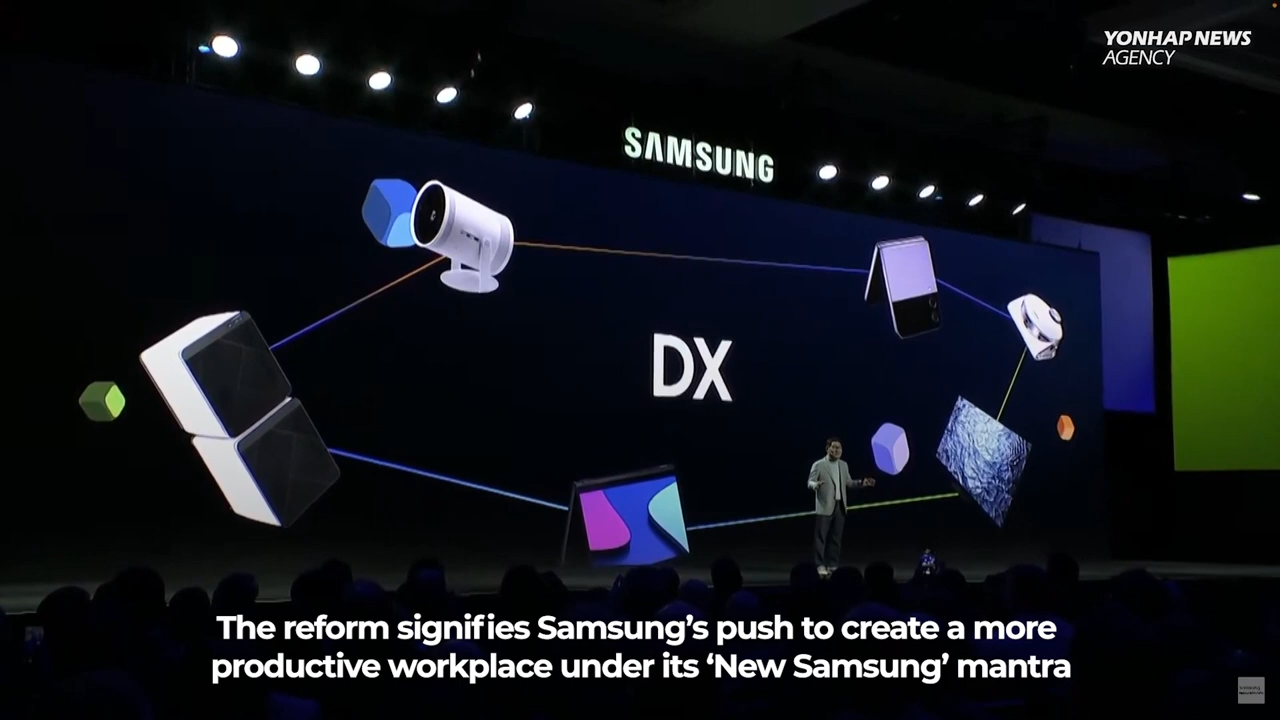 YONHAP NEWS
AGENCY
SAMSUNG
DX
The reform signifies Samsung's push to create a more
productive workplace under its 'New Samsung' mantra